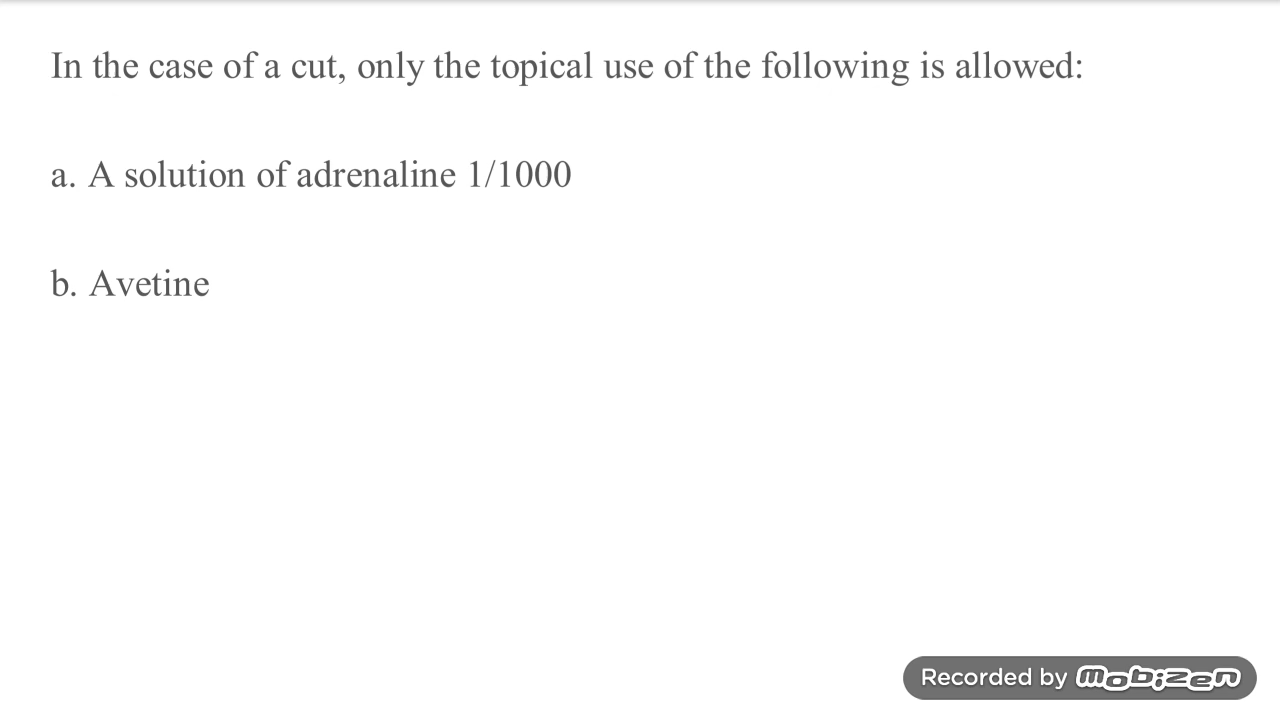 In the case of a cut, only the topical use of the following is allowed:
a. A solution of adrenaline 1/1000
b. Avetine
Recorded by mobizen